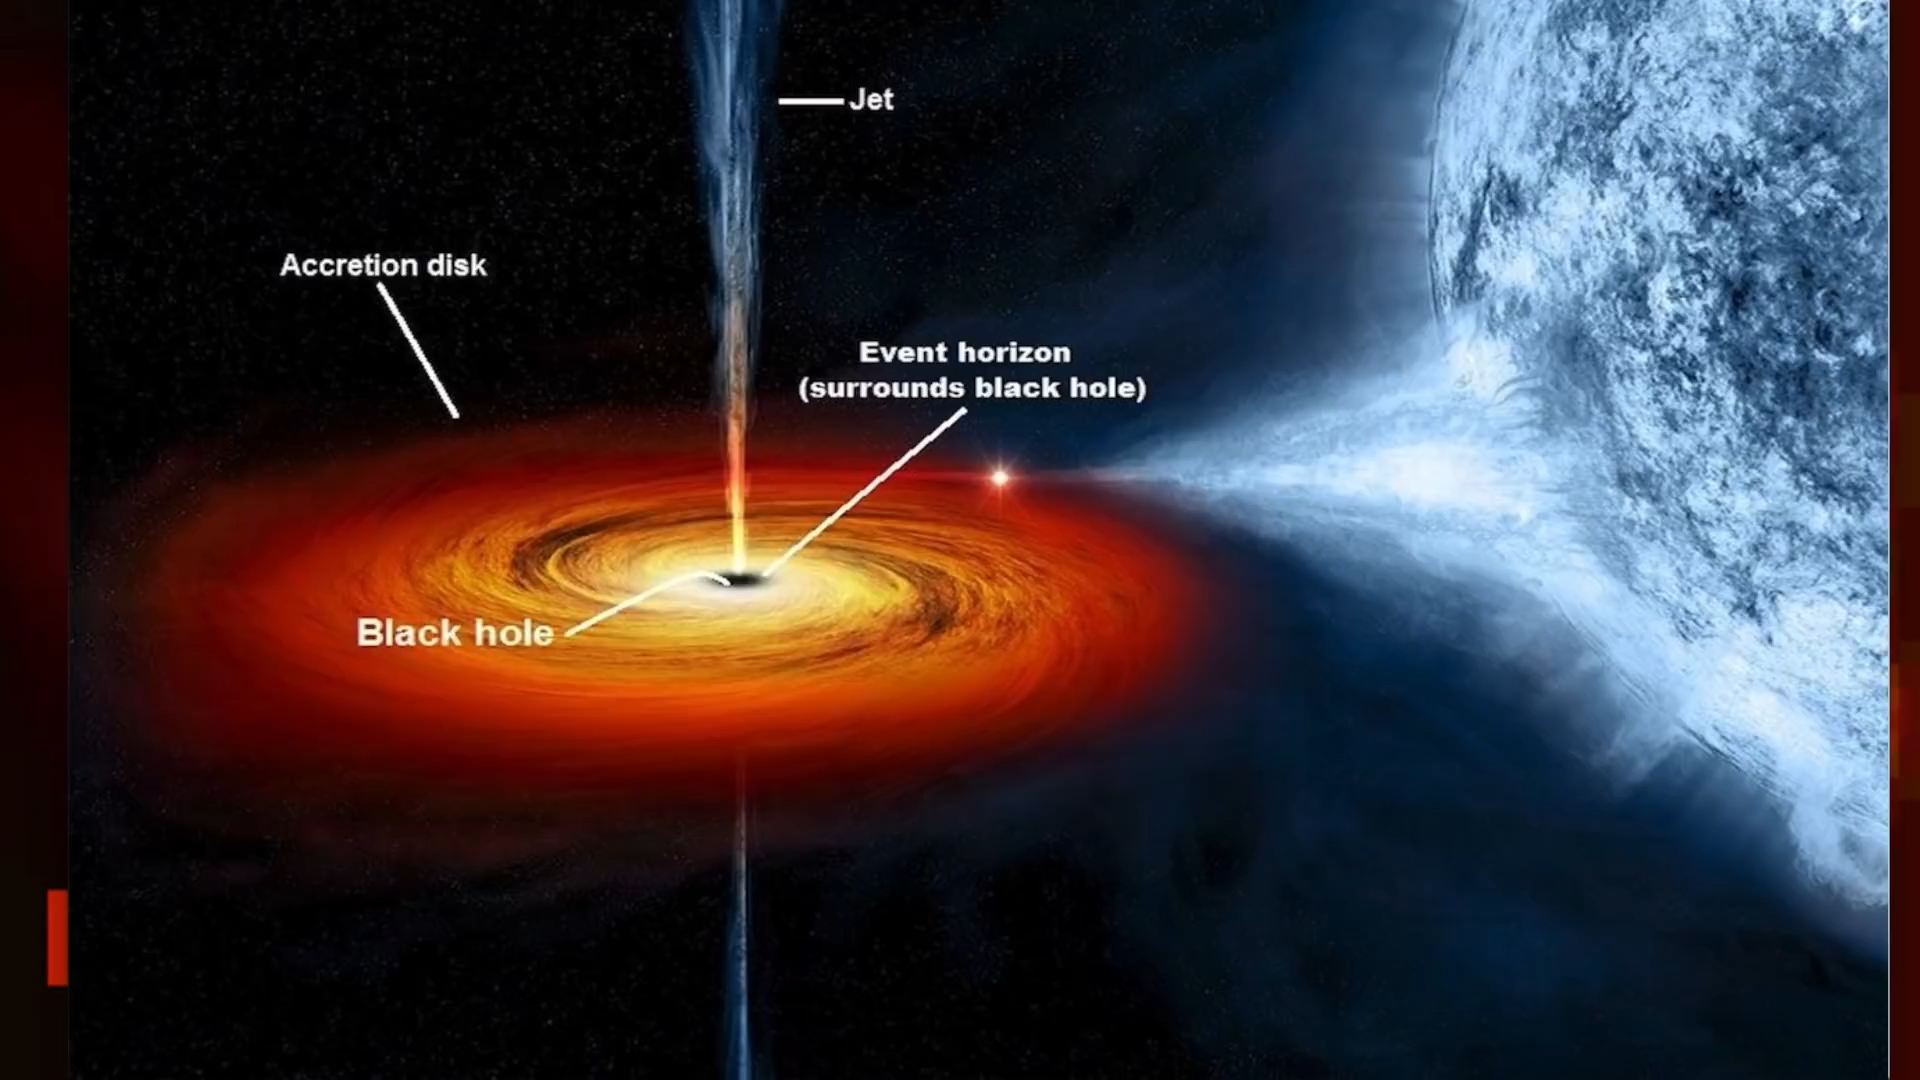 Jet
Accretion disk
Event horizon
(surrounds black hole)
Black hole